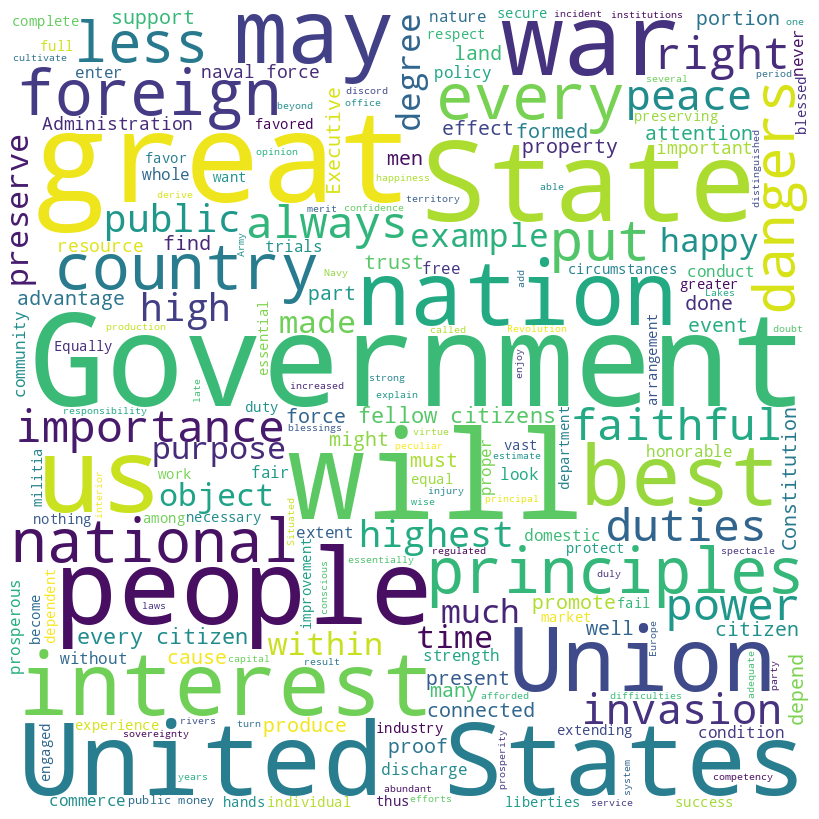 complete
support
nature
secure
incident
institutions
portion
one
full
less
may
degree
respect
war
right
never
cultivate
enter
naval force
discord
land
beyond
office
policy
several
period
foreign
every
peace
blessed
Administration
favored
Executive
effect
formed
preserving
attention
dangers
favor
opinion
men
property
important
distinguished
whole
want
great
State
preserve
derive
happiness
able
merit
confidence
territory
public
always
example
put
happy
resource
find
trials
Army
country
trust
free
circumstances
conduct
Navy
add
greater
advantage
high
part
nation
Lakes
done
community
production
made
essential
called
Revolution
event
doubt
Equally
Government
enjoy
arrangement
late
increased
strong
explain
responsibility
duty
force
fellow citizens
faithful
importance
blessings
virtue
might
peculiar
vast
honorable
Constitution
purpose
must
proper
look
department
militia
us
work
fair
will
equal
estimate
best
object
injury
principal
wise
nothing
interior
among
necessary
Situated
extent
highest
domestic
duties
national
improvement
essentially
regulated
protect
spectacle
prosperous
become
dependent
laws
people
conscious
principles
duly
much
promote
fail
power
market
every citizen
within
time
well
citizen
without
cause
capital
result
strength
Europe
Union
adequate
party
interest
present
many
afforded
difficulties
depend
connected
invasion
engaged
experience
rivers
turn
produce
industry
extending
condition
sovereignty
proof
prosperity
United States
years
discharge
system
competency
abundant
commerce
public money
hands
individual
thus
efforts
liberties
service
success